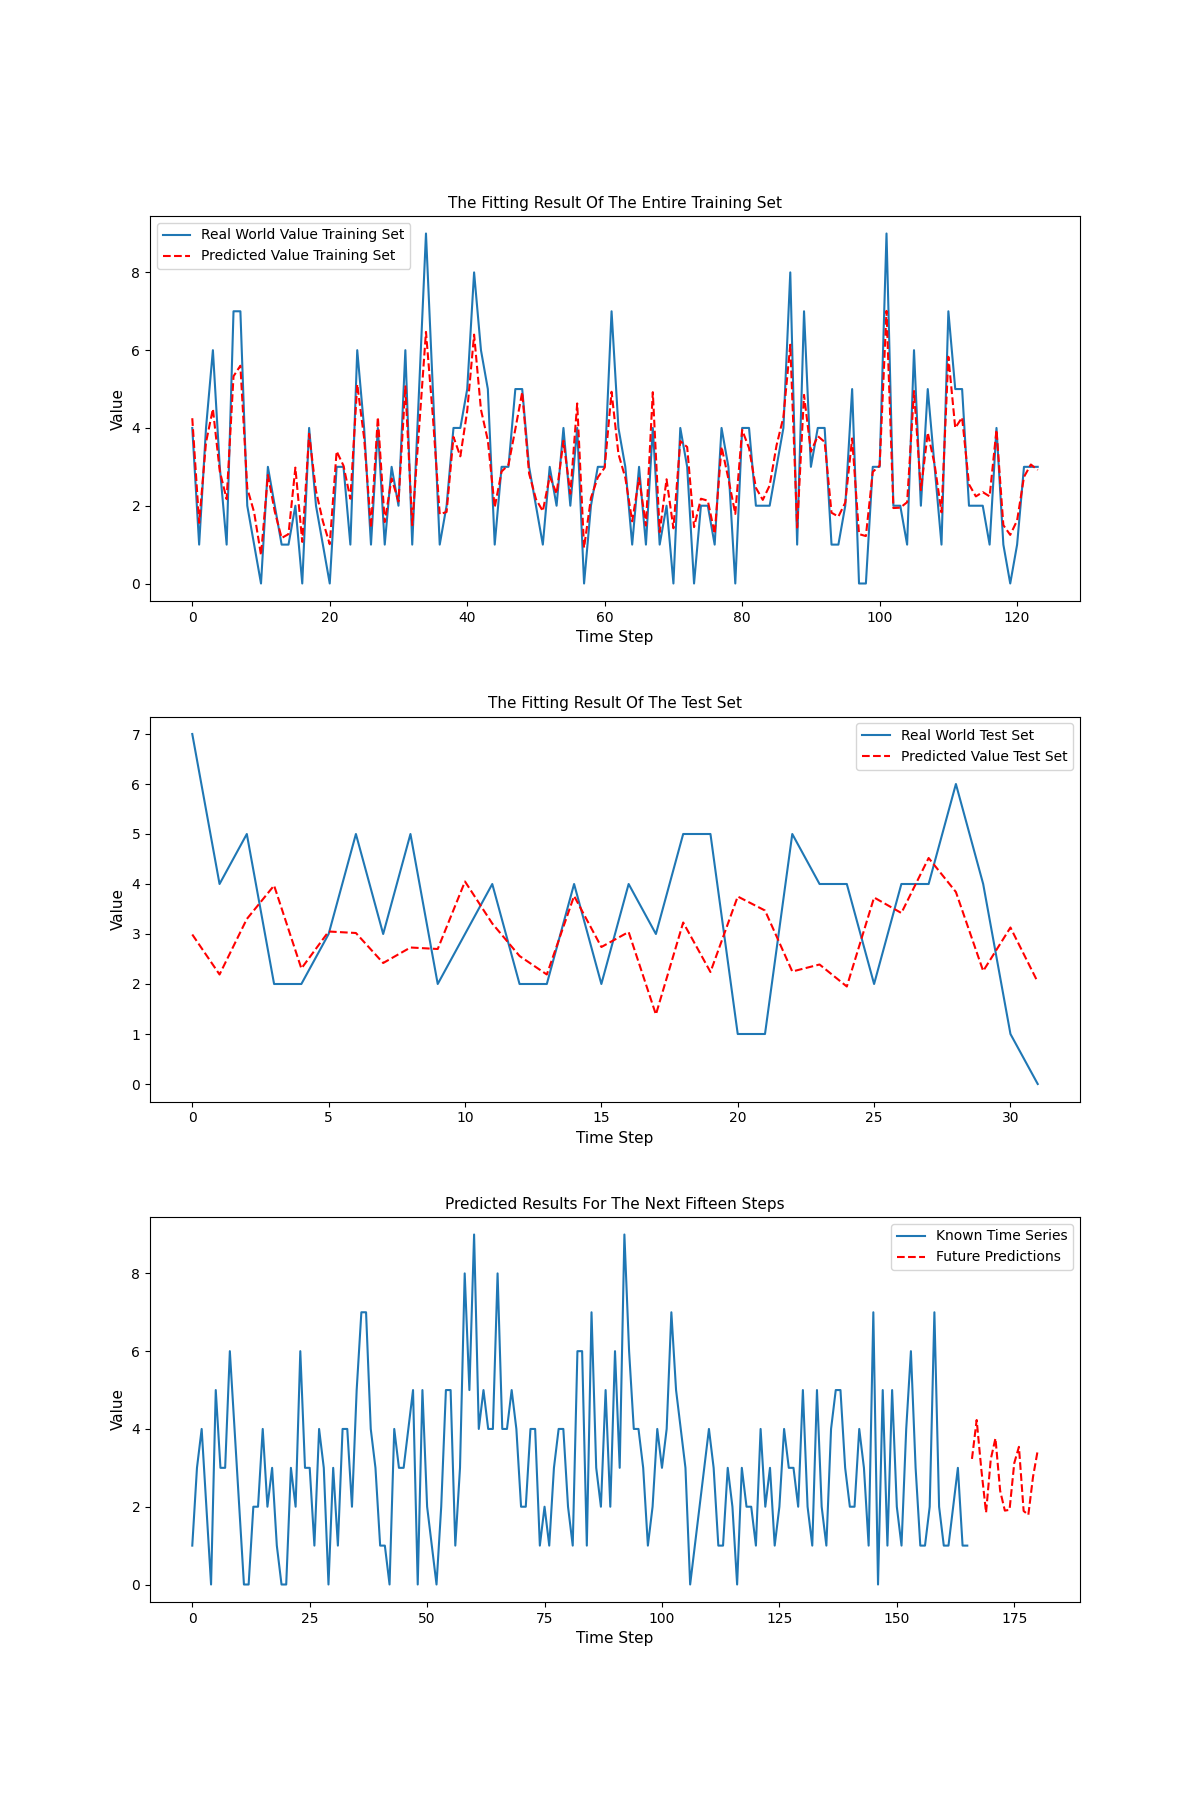 The Fitting Result Of The Entire Training Set
Real World Value Training Set
Predicted Value Training Set
Value
8
6
4
2
0
0 20 40 60 80 100 120
Time Step
The Fitting Result Of The Test Set
Real World Test Set
Predicted Value Test Set
Value
7
6
5
4
3
2
1
0
0 5 10 15 20 25 30
Time Step
Predicted Results For The Next Fifteen Steps
Known Time Series
Future Predictions
Value
8
6
4
2
0
0 25 50 75 100 125 150 175
Time Step